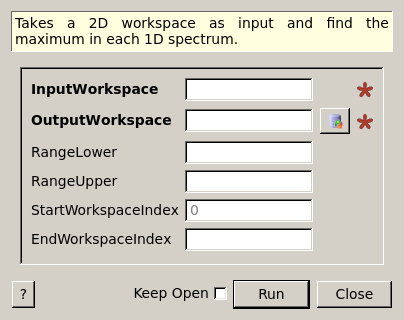 Takes a 2D workspace as input and find the
maximum in each 1D spectrum.
InputWorkspace
OutputWorkspace
RangeLower
RangeUpper
StartWorkspaceIndex 0
EndWorkspaceIndex
? Keep Open Run Close